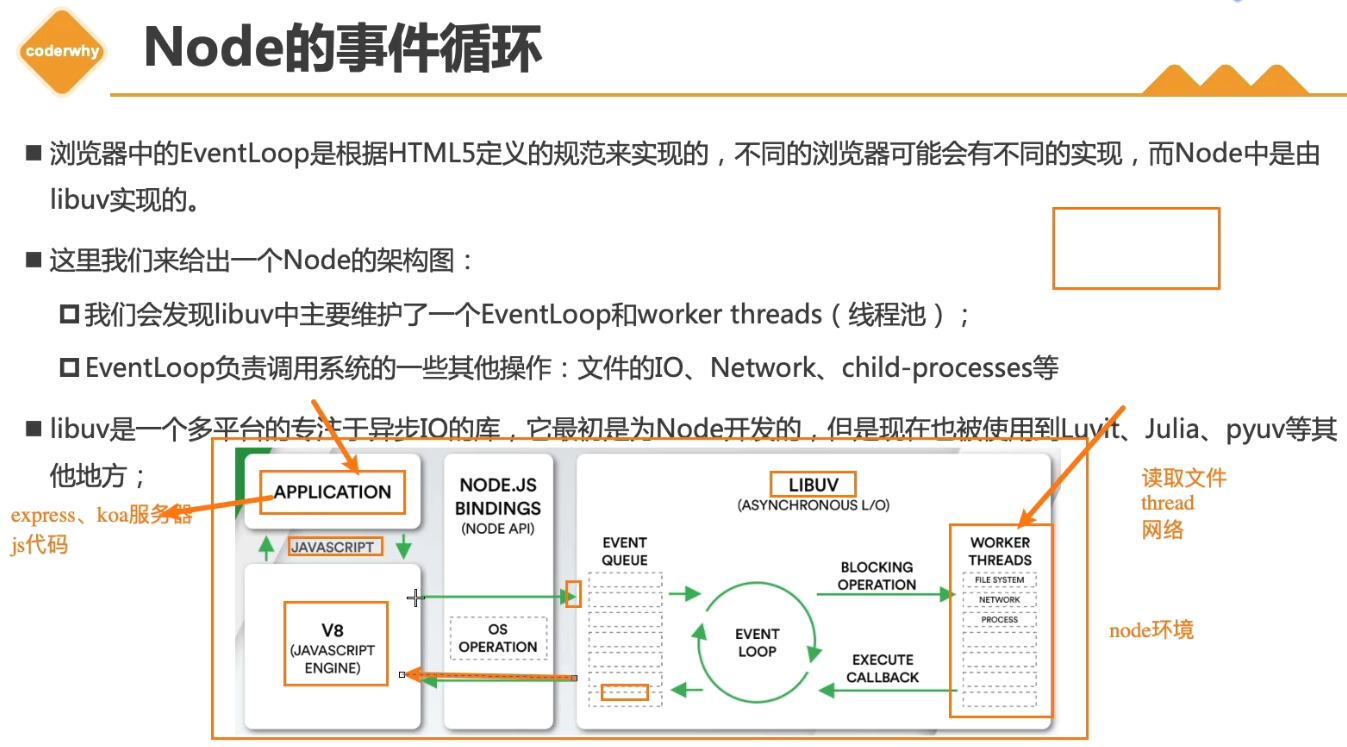 coderwhy
Node的事件循环
■ 浏览器中的EventLoop是根据HTML5定义的规范来实现的，不同的浏览器可能会有不同的实现，而Node中是由
libuv实现的。
■ 这里我们来给出一个Node的架构图：
我们会发现libuv中主要维护了一个EventLoop和worker threads（线程池）；
EventLoop负责调用系统的一些其他操作：文件的IO、Network、child-processes等
■ libuv是一个多平台的专注于异步IO的库，它最初是为Node开发的，但是现在也被使用到Luvit、Julia、pyuv等其
他地方；
express、koa服务器
js代码
APPLICATION
JAVASCRIPT
V8
(JAVASCRIPT
ENGINE)
NODE.JS
BINDINGS
(NODE API)
OS
OPERATION
LIBUV
(ASYNCHRONOUS L/O)
EVENT
QUEUE
EVENT
LOOP
BLOCKING
OPERATION
EXECUTE
CALLBACK
WORKER
THREADS
FILE SYSTEM
NETWORK
PROCESS
读取文件
thread
网络
node环境